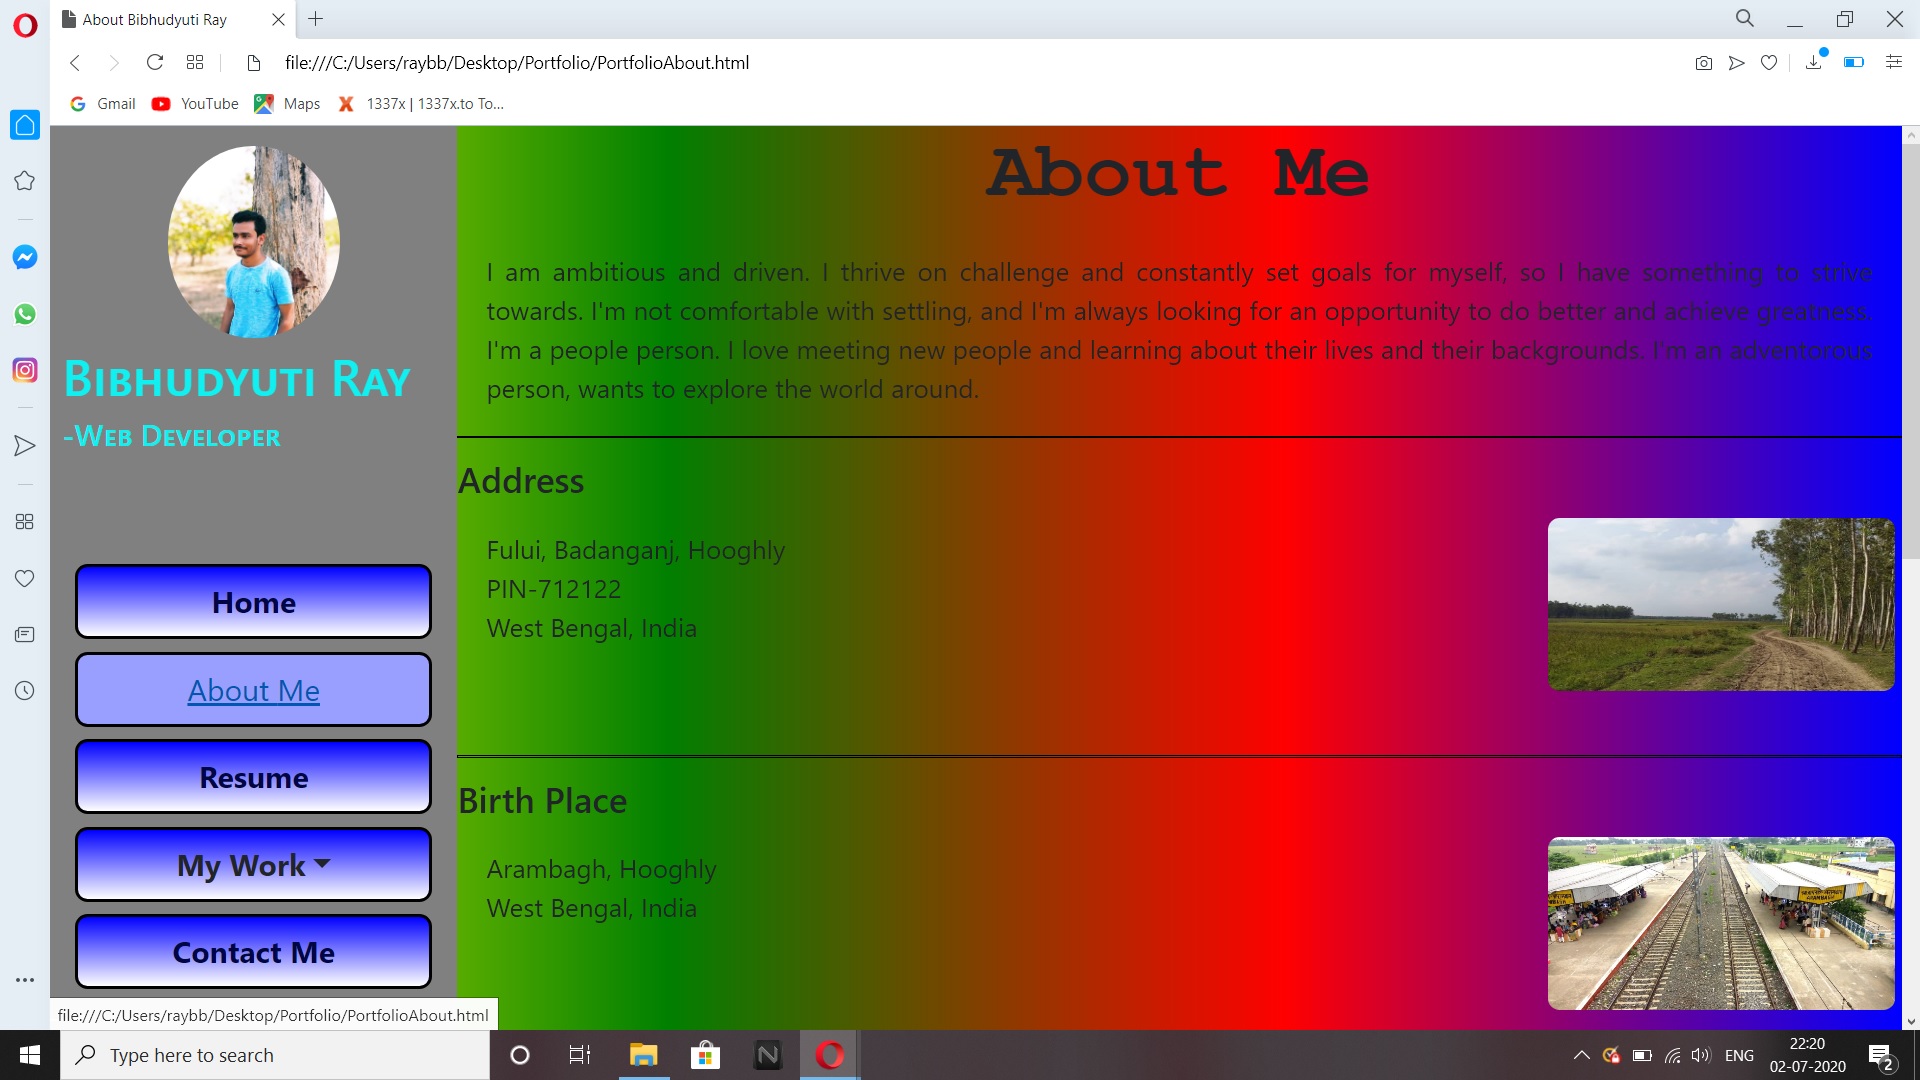 About Bibhudyuti Ray
file:///C:/Users/raybb/Desktop/Portfolio/PortfolioAbout.html
Gmail YouTube Maps 1337x | 1337x.to To...
Bibhudyuti Ray
-Web Developer
Home
About Me
Resume
My Work
Contact Me
About Me
I am ambitious and driven. I thrive on challenge and constantly set goals for myself, so I have something to strive
towards. I'm not comfortable with settling, and I'm always looking for an opportunity to do better and achieve greatness.
I'm a people person. I love meeting new people and learning about their lives and their backgrounds. I'm an adventorous
person, wants to explore the world around.
Address
Fului, Badanganj, Hooghly
PIN-712122
West Bengal, India
Birth Place
Arambagh, Hooghly
West Bengal, India
file:///C:/Users/raybb/Desktop/Portfolio/PortfolioAbout.html
Type here to search
ENG
22:20
02-07-2020
2